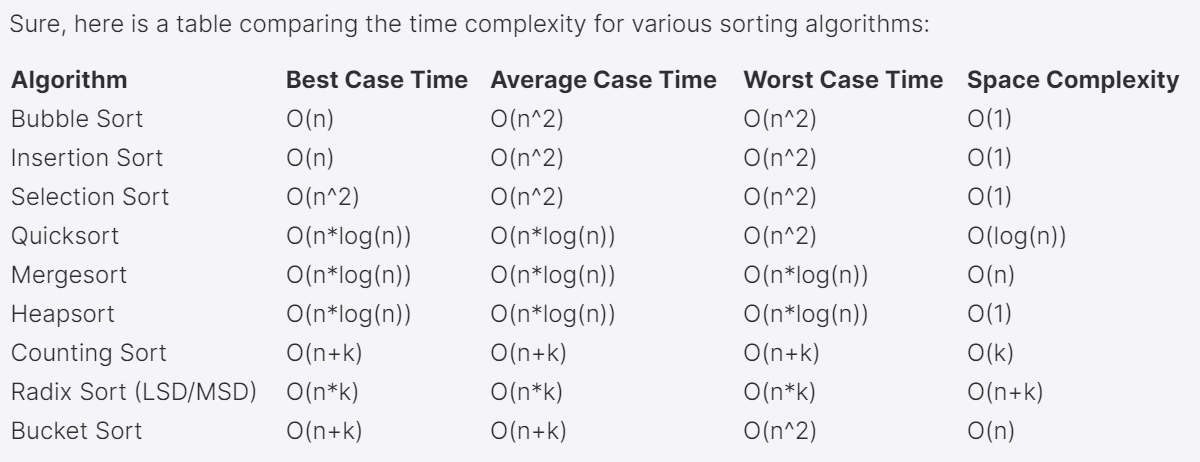 Sure, here is a table comparing the time complexity for various sorting algorithms:
Algorithm Best Case Time Average Case Time Worst Case Time Space Complexity
Bubble Sort O(n) O(n^2) O(n^2) O(1)
Insertion Sort O(n) O(n^2) O(n^2) O(1)
Selection Sort O(n^2) O(n^2) O(n^2) O(1)
Quicksort O(n*log(n)) O(n*log(n)) O(n^2) O(log(n))
Mergesort O(n*log(n)) O(n*log(n)) O(n*log(n)) O(n)
Heapsort O(n*log(n)) O(n*log(n)) O(n*log(n)) O(1)
Counting Sort O(n+k) O(n+k) O(n+k) O(k)
Radix Sort (LSD/MSD) O(n*k) O(n*k) O(n*k) O(n+k)
Bucket Sort O(n+k) O(n+k) O(n^2) O(n)